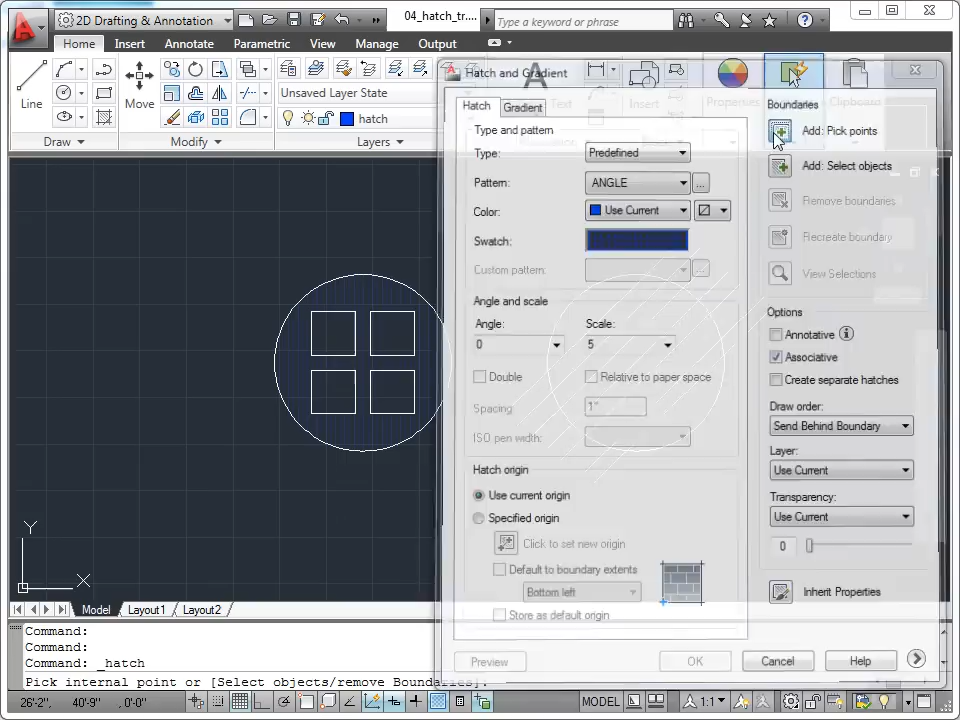 2D Drafting & Annotation
04_hatch_tr....
Type a keyword or phrase
Home Insert Annotate Parametric View Manage Output
Line
Move
Unsaved Layer State
hatch
Draw
Modify
Layers
Text
Insert
Properties
Clipboard
Hatch and Gradient
Hatch
Gradient
Type and pattern
Type:
Predefined
Pattern:
ANGLE
...
Color:
Use Current
Swatch:
Custom pattern:
...
Angle and scale
Angle:
Scale:
0
5
Double
Relative to paper space
Spacing:
1"
ISO pen width:
Hatch origin
Use current origin
Specified origin
Click to set new origin
Default to boundary extents
Bottom left
Store as default origin
Boundaries
Add: Pick points
Add: Select objects
Remove boundaries
Recreate boundary
View Selections
Options
Annotative
Associative
Create separate hatches
Draw order:
Send Behind Boundary
Layer:
Use Current
Transparency:
Use Current
0
Inherit Properties
Preview
OK
Cancel
Help
Y
X
Model
Layout1
Layout2
Command:
Command:
Command: _hatch
Pick internal point or [Select objects/remove Boundaries]:
26'-2", 40'-9", 0'-0"
MODEL
1:1